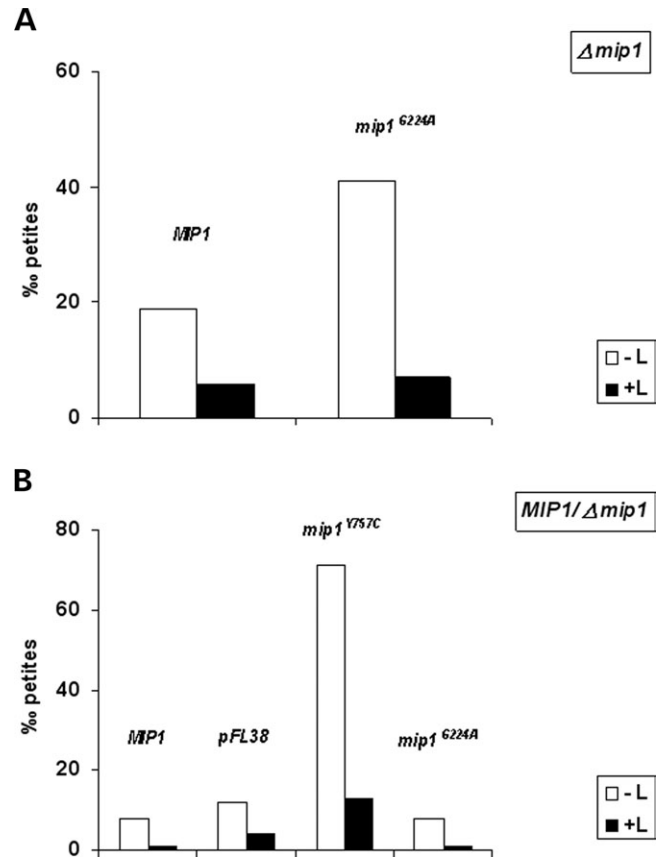 A
Δmip1
60
mip1 G224A
40
MIP1
‰ petites
20
- L
+L
0
B
MIP1/Δmip1
80
mip1 Y757C
60
‰ petites
40
MIP1 pFL38 mip1 G224A
20
- L
+L
0